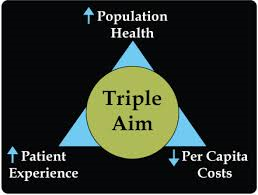 ↑ Population
Health
Triple
Aim
↑ Patient
Experience
↓ Per Capita
Costs